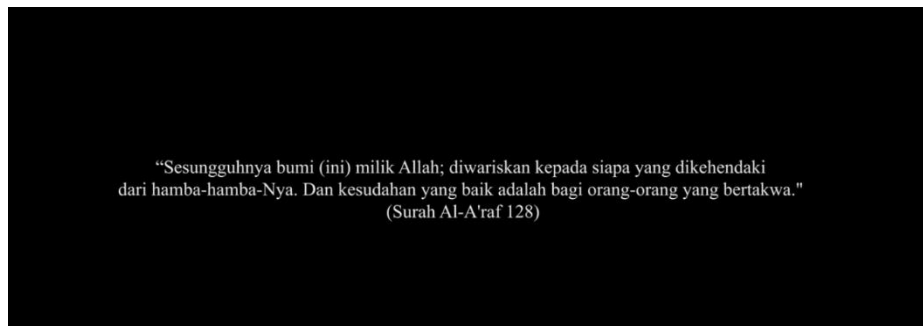 “Sesungguhnya bumi (ini) milik Allah; diwariskan kepada siapa yang dikehendaki
dari hamba-hamba-Nya. Dan kesudahan yang baik adalah bagi orang-orang yang bertakwa."
(Surah Al-A'raf 128)